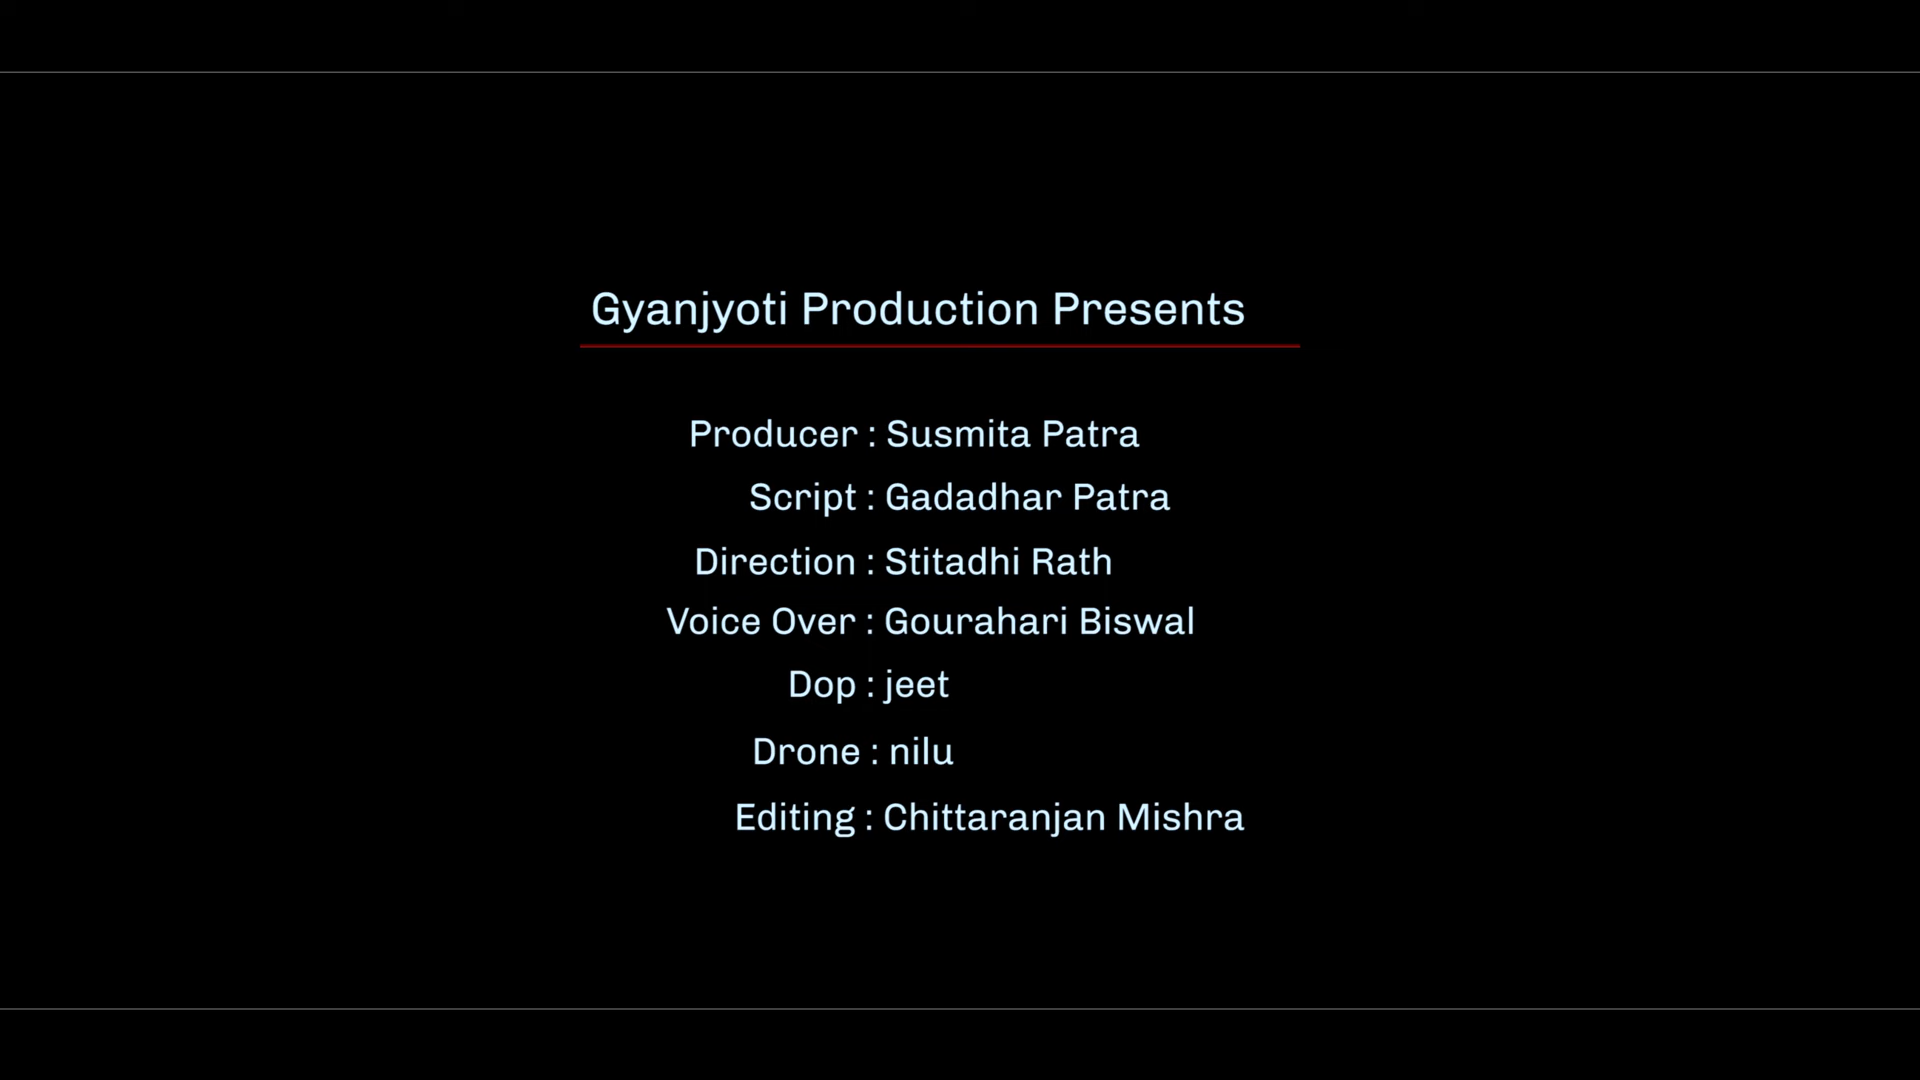 Gyanjyoti Production Presents
Producer : Susmita Patra
Script : Gadadhar Patra
Direction : Stitadhi Rath
Voice Over : Gourahari Biswal
Dop : jeet
Drone : nilu
Editing : Chittaranjan Mishra